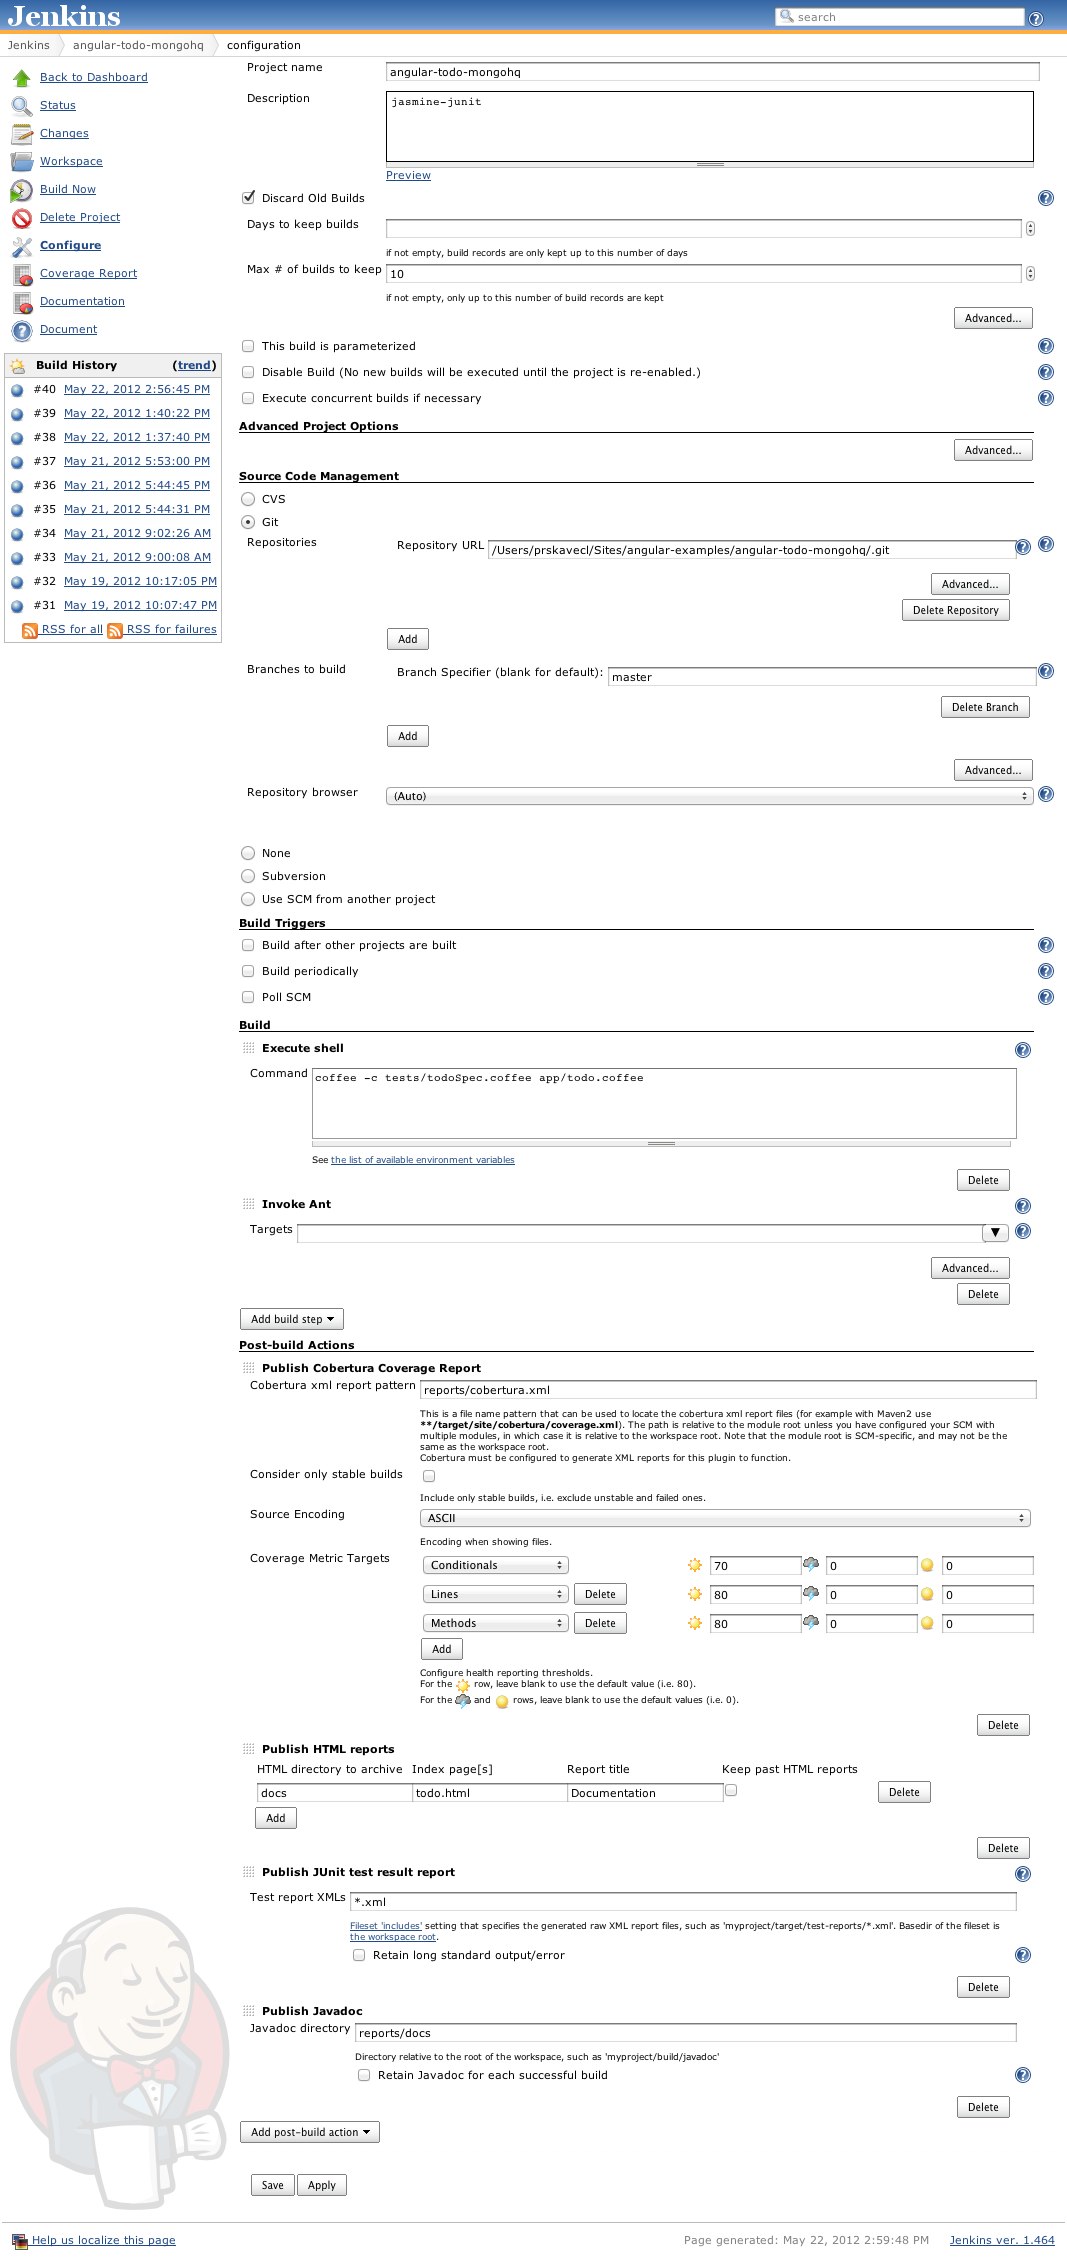 Jenkins
search
Jenkins angular-todo-mongohq configuration
Back to Dashboard
Status
Changes
Workspace
Build Now
Delete Project
Configure
Coverage Report
Documentation
Document
Build History (trend)
#40 May 22, 2012 2:56:45 PM
#39 May 22, 2012 1:40:22 PM
#38 May 22, 2012 1:37:40 PM
#37 May 21, 2012 5:53:00 PM
#36 May 21, 2012 5:44:45 PM
#35 May 21, 2012 5:44:31 PM
#34 May 21, 2012 9:02:26 AM
#33 May 21, 2012 9:00:08 AM
#32 May 19, 2012 10:17:05 PM
#31 May 19, 2012 10:07:47 PM
RSS for all RSS for failures
Project name angular-todo-mongohq
Description jasmine-junit
Preview
Discard Old Builds
Days to keep builds
if not empty, build records are only kept up to this number of days
Max # of builds to keep 10
if not empty, only up to this number of build records are kept
Advanced...
This build is parameterized
Disable Build (No new builds will be executed until the project is re-enabled.)
Execute concurrent builds if necessary
Advanced Project Options
Advanced...
Source Code Management
CVS
Git
Repositories Repository URL /Users/prskavecl/Sites/angular-examples/angular-todo-mongohq/.git
Advanced...
Delete Repository
Add
Branches to build Branch Specifier (blank for default): master
Delete Branch
Add
Advanced...
Repository browser (Auto)
None
Subversion
Use SCM from another project
Build Triggers
Build after other projects are built
Build periodically
Poll SCM
Build
Execute shell
Command coffee -c tests/todoSpec.coffee app/todo.coffee
See the list of available environment variables
Delete
Invoke Ant
Targets
Advanced...
Delete
Add build step
Post-build Actions
Publish Cobertura Coverage Report
Cobertura xml report pattern reports/cobertura.xml
This is a file name pattern that can be used to locate the cobertura xml report files (for example with Maven2 use
**/target/site/cobertura/coverage.xml). The path is relative to the module root unless you have configured your SCM with
multiple modules, in which case it is relative to the workspace root. Note that the module root is SCM-specific, and may not be the
same as the workspace root.
Cobertura must be configured to generate XML reports for this plugin to function.
Consider only stable builds
Include only stable builds, i.e. exclude unstable and failed ones.
Source Encoding ASCII
Encoding when showing files.
Coverage Metric Targets Conditionals 70 0 0
Lines Delete 80 0 0
Methods Delete 80 0 0
Add
Configure health reporting thresholds.
For the row, leave blank to use the default value (i.e. 80).
For the and rows, leave blank to use the default values (i.e. 0).
Delete
Publish HTML reports
HTML directory to archive Index page[s] Report title Keep past HTML reports
docs todo.html Documentation Delete
Add
Delete
Publish JUnit test result report
Test report XMLs *.xml
Fileset 'includes' setting that specifies the generated raw XML report files, such as 'myproject/target/test-reports/*.xml'. Basedir of the fileset is
the workspace root.
Retain long standard output/error
Delete
Publish Javadoc
Javadoc directory reports/docs
Directory relative to the root of the workspace, such as 'myproject/build/javadoc'
Retain Javadoc for each successful build
Delete
Add post-build action
Save Apply
Help us localize this page Page generated: May 22, 2012 2:59:48 PM Jenkins ver. 1.464